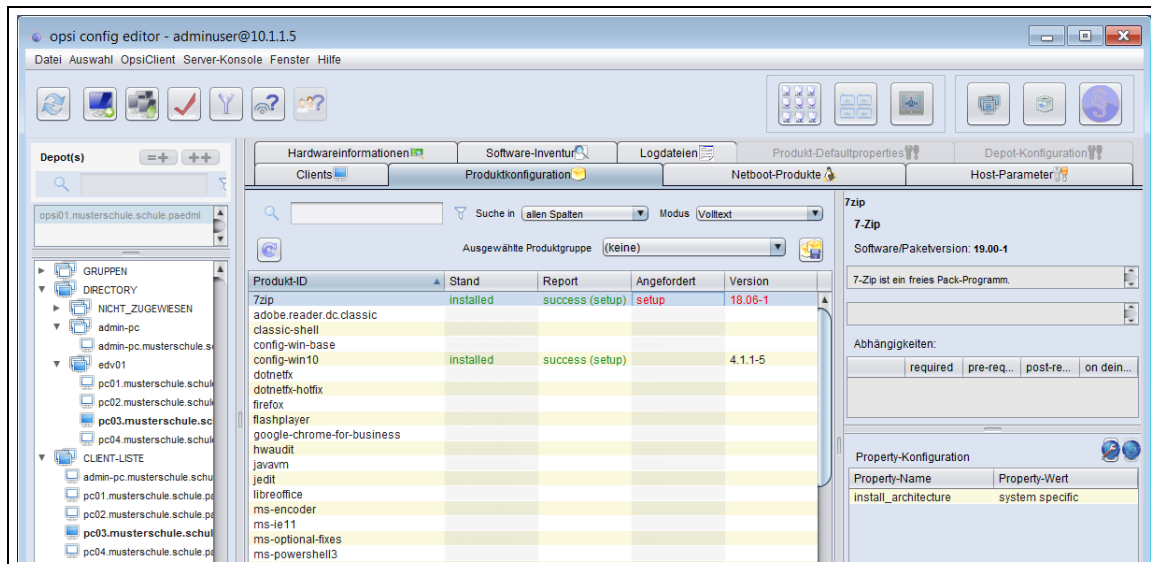 opsi config editor - adminuser@10.1.1.5
Datei Auswahl OpsiClient Server-Konsole Fenster Hilfe
Depot(s)
opsi01.musterschule.schule.paedml
GRUPPEN
DIRECTORY
NICHT_ZUGEWIESEN
admin-pc
admin-pc.musterschule.s
edv01
pc01.musterschule.schul
pc02.musterschule.schul
pc03.musterschule.sc
pc04.musterschule.schul
CLIENT-LISTE
admin-pc.musterschule.schu
pc01.musterschule.schule.pa
pc02.musterschule.schule.pa
pc03.musterschule.schul
pc04.musterschule.schule.pa
Hardwareinformationen Software-Inventur Logdateien Produkt-Defaultproperties Depot-Konfiguration
Clients Produktkonfiguration Netboot-Produkte Host-Parameter
Suche in allen Spalten Modus Volltext
Ausgewählte Produktgruppe (keine)
Produkt-ID Stand Report Angefordert Version
7zip installed success (setup) setup 18.06-1
adobe.reader.dc.classic
classic-shell
config-win-base
config-win10 installed success (setup) 4.1.1-5
dotnetfx
dotnetfx-hotfix
firefox
flashplayer
google-chrome-for-business
hwaudit
javavm
jedit
libreoffice
ms-encoder
ms-ie11
ms-optional-fixes
ms-powershell3
7zip
7-Zip
Software/Paketversion: 19.00-1
7-Zip ist ein freies Pack-Programm.
Abhängigkeiten:
required pre-req... post-re... on dein...
Property-Konfiguration
Property-Name Property-Wert
install_architecture system specific